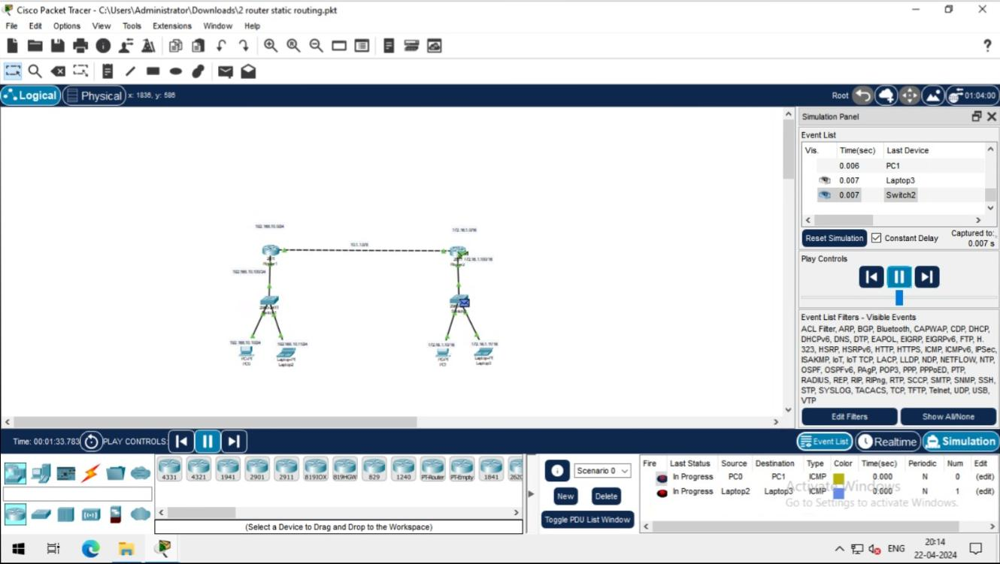 Cisco Packet Tracer - C:\Users\Administrator\Downloads\2 router static routing.pkt
File Edit Options View Tools Extensions Window Help
?
Logical Physical x: 1836, y: 586 Root 01:04:00
Simulation Panel
Event List
Vis. Time(sec) Last Device
0.006 PC1
0.007 Laptop3
0.007 Switch2
Reset Simulation Constant Delay Captured to:
0.007 s
Play Controls
Event List Filters - Visible Events
ACL Filter, ARP, BGP, Bluetooth, CAPWAP, CDP, DHCP,
DHCPv6, DNS, DTP, EAPOL, EIGRP, EIGRPv6, FTP, H.
323, HSRP, HSRPv6, HTTP, HTTPS, ICMP, ICMPv6, IPSec,
ISAKMP, IoT, IoT TCP, LACP, LLDP, NDP, NETFLOW, NTP,
OSPF, OSPFv6, PAgP, POP3, PPP, PPPoED, PTP,
RADIUS, REP, RIP, RIPng, RTP, SCCP, SMTP, SNMP, SSH,
STP, SYSLOG, TACACS, TCP, TFTP, Telnet, UDP, USB,
VTP
Edit Filters Show All/None
192.168.10.0/24 172.16.1.0/16
10.1.1.0/8
Router1 172.16.1.100/16
Router2
192.168.10.100/24
Switch1
192.168.10.10/24 192.168.10.11/24 172.16.1.10/16 172.16.1.11/16
PC-PT Laptop-PT PC-PT Laptop-PT
PC0 Laptop2 Laptop3
Time: 00:01:33.783 PLAY CONTROLS: Event List Realtime Simulation
4331 4321 1941 2901 2911 819IOX 819HGW 829 1240 PT-Router PT-Empty 1841 2620
(Select a Device to Drag and Drop to the Workspace)
Scenario 0
New Delete
Toggle PDU List Window
Fire Last Status Source Destination Type Color Time(sec) Periodic Num Edit
In Progress PC0 PC1 ICMP 0.000 N 0 (edit)
In Progress Laptop2 Laptop3 ICMP 0.000 N 1 (edit)
Activate Windows
Go to Settings to activate Windows.
ENG 20:14
22-04-2024